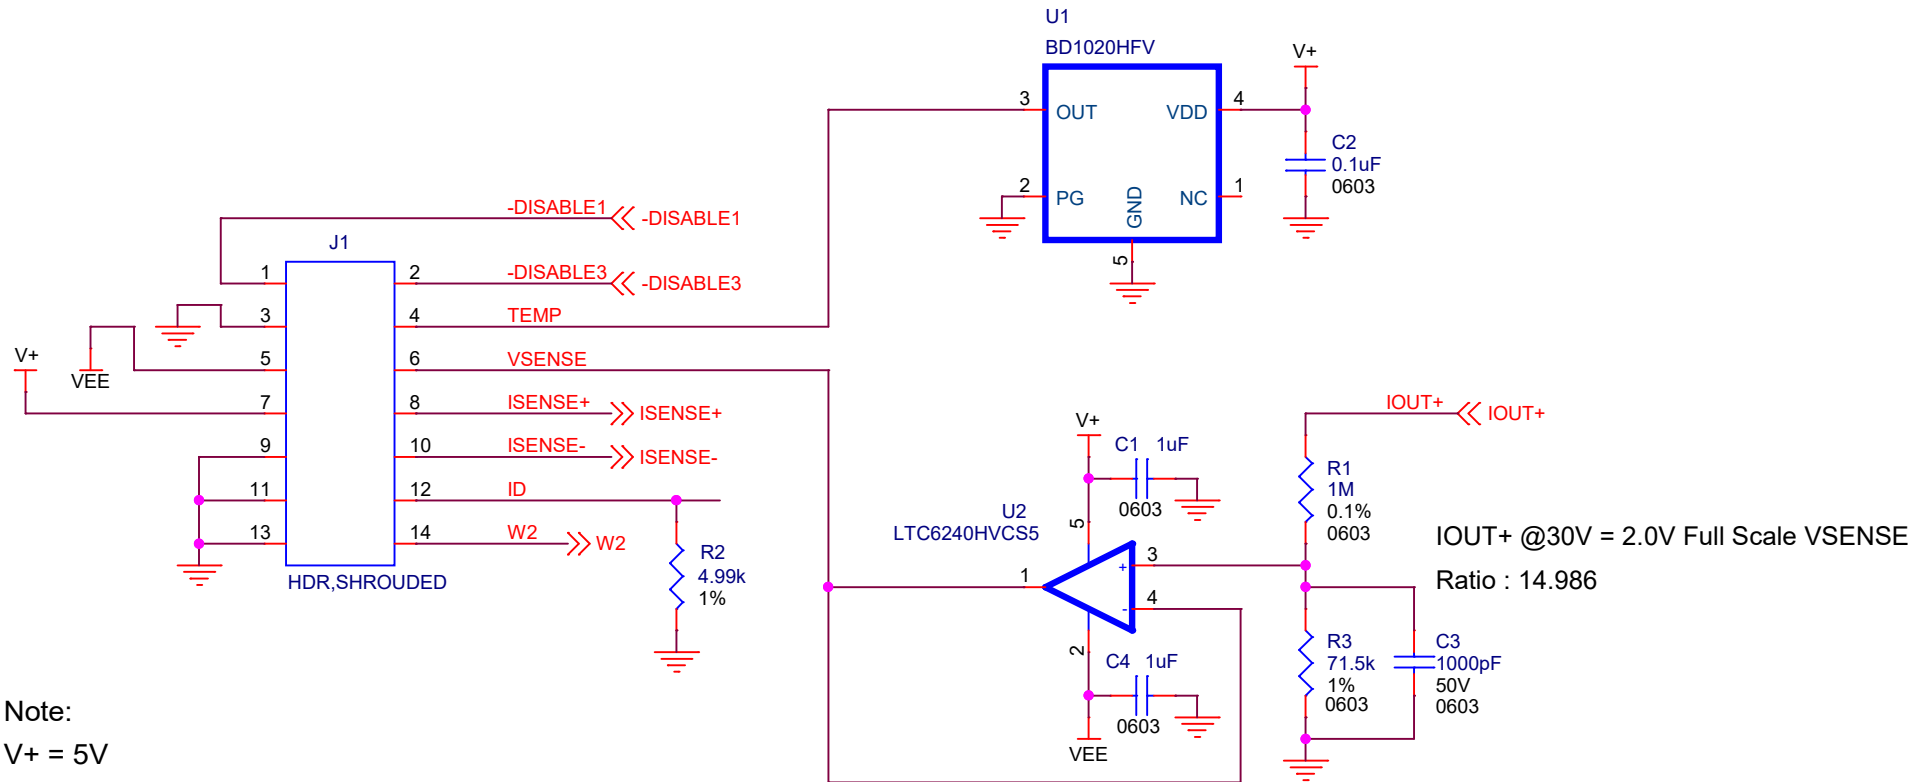 U1
BD1020HFV
V+
3
OUT
VDD
4
C2
0.1uF
0603
2
PG
GND
NC
1
5
-DISABLE1
-DISABLE1
J1
1
2
-DISABLE3
-DISABLE3
3
4
TEMP
V+
VEE
5
6
VSENSE
7
8
ISENSE+
ISENSE+
9
10
ISENSE-
ISENSE-
11
12
ID
13
14
W2
W2
HDR,SHROUDED
R2
4.99k
1%
V+
C1 1uF
0603
5
U2
LTC6240HVCS5
1
+
3
-
4
2
C4 1uF
0603
VEE
IOUT+
IOUT+
R1
1M
0.1%
0603
IOUT+ @30V = 2.0V Full Scale VSENSE
Ratio : 14.986
R3
71.5k
1%
0603
C3
1000pF
50V
0603
Note:
V+ = 5V